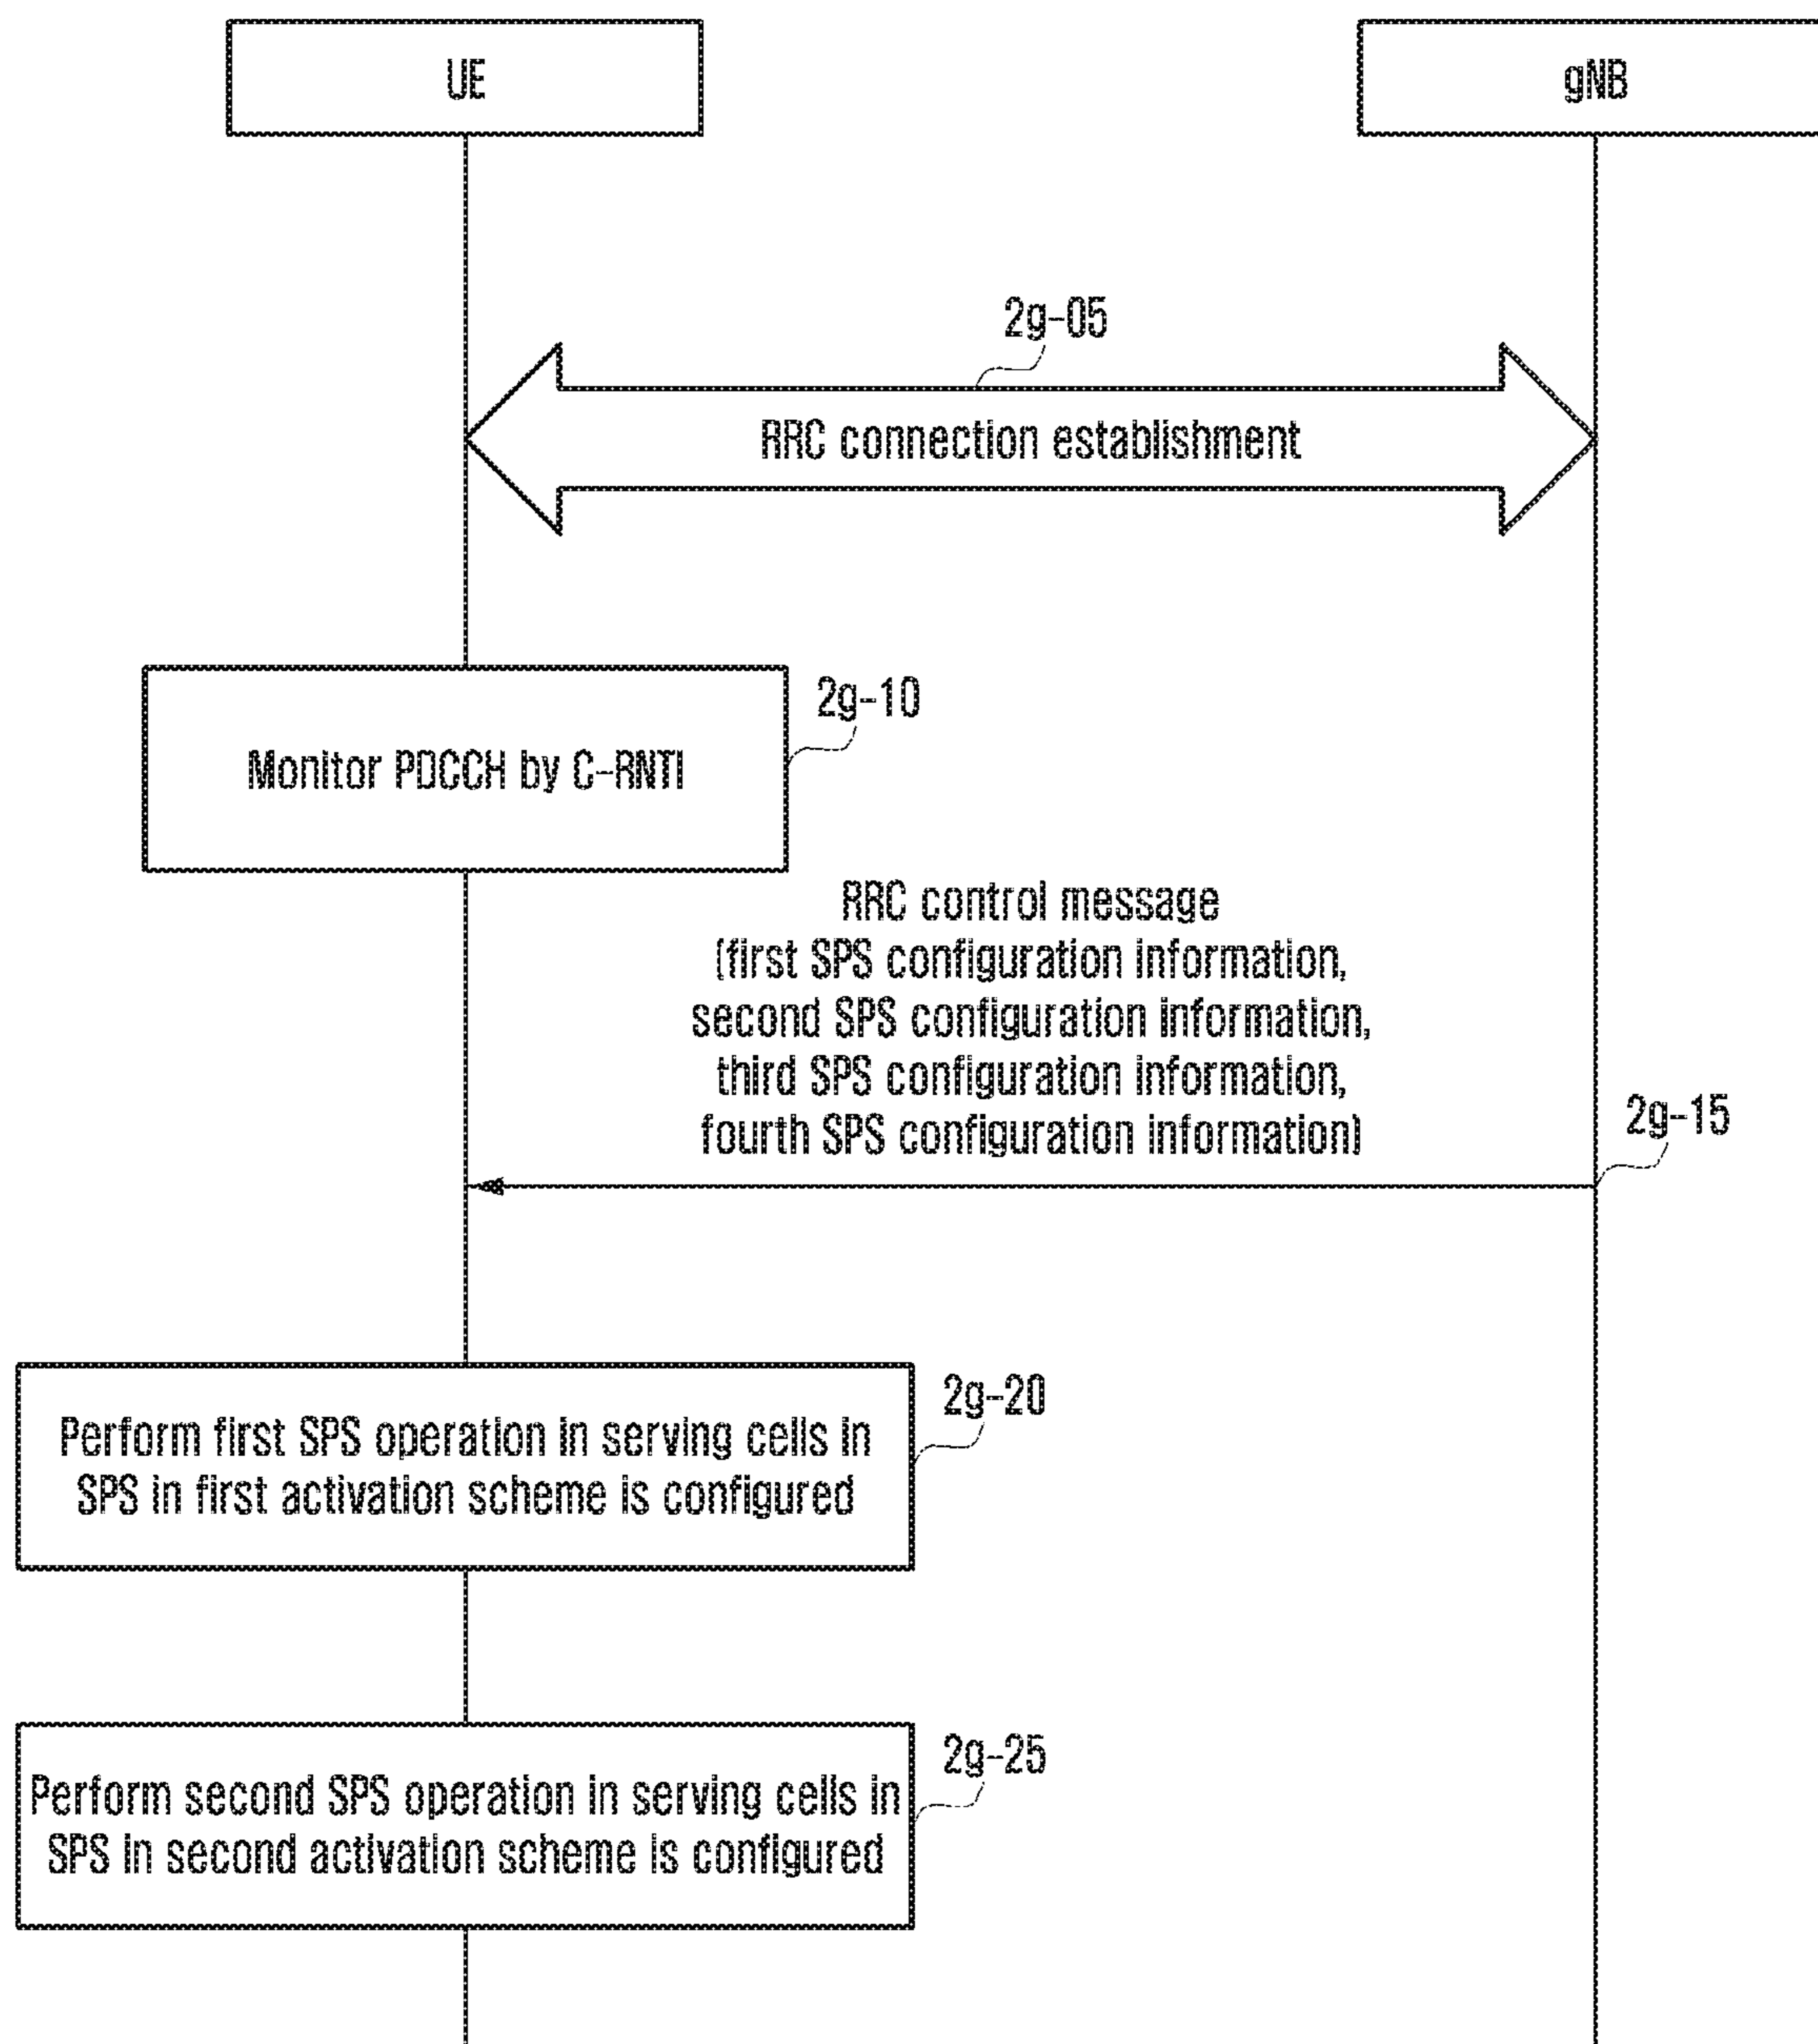 UE
gNB
2g-05
RRC connection establishment
2g-10
Monitor PDCCH by C-RNTI
RRC control message
(first SPS configuration information,
second SPS configuration information,
third SPS configuration information,
fourth SPS configuration information)
2g-15
2g-20
Perform first SPS operation in serving cells in
SPS in first activation scheme is configured
2g-25
Perform second SPS operation in serving cells in
SPS in second activation scheme is configured